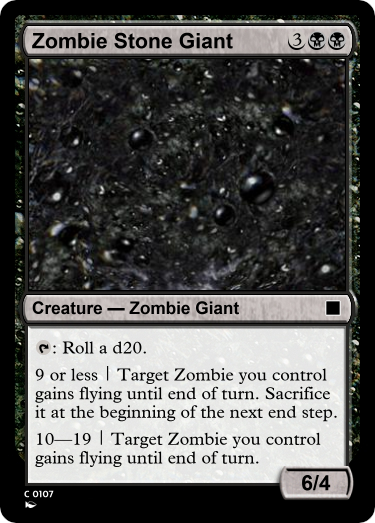 Zombie Stone Giant 3
Creature — Zombie Giant
: Roll a d20.
9 or less | Target Zombie you control
gains flying until end of turn. Sacrifice
it at the beginning of the next end step.
10—19 | Target Zombie you control
gains flying until end of turn.
6/4
C 0107